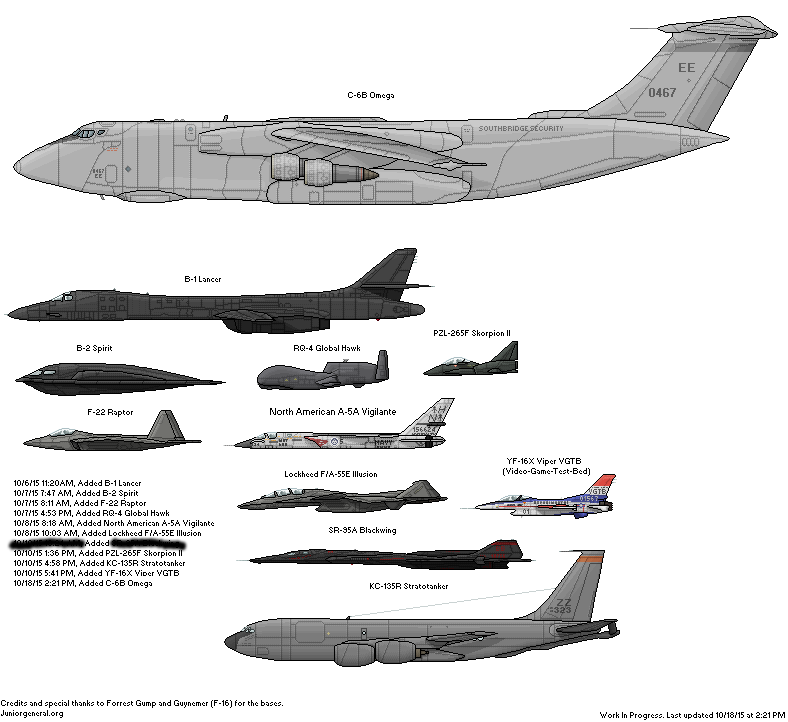 C-6B Omega
EE
0467
SOUTHBRIDGE SECURITY
0467
EE
B-1 Lancer
B-2 Spirit
RQ-4 Global Hawk
PZL-265F Skorpion II
F-22 Raptor
North American A-5A Vigilante
NAVY
Lockheed F/A-55E Illusion
YF-16X Viper VGTB
(Video-Game-Test-Bed)
VGTB
01
SR-95A Blackwing
KC-135R Stratotanker
ZZ
323
10/6/15 11:20AM, Added B-1 Lancer
10/7/15 7:47 AM, Added B-2 Spirit
10/7/15 8:11 AM, Added F-22 Raptor
10/7/15 4:53 PM, Added RQ-4 Global Hawk
10/8/15 8:18 AM, Added North American A-5A Vigilante
10/8/15 10:03 AM, Added Lockheed F/A-55E Illusion
Added
10/10/15 1:36 PM, Added PZL-265F Skorpion II
10/10/15 4:58 PM, Added KC-135R Stratotanker
10/10/15 5:41 PM, Added YF-16X Viper VGTB
10/18/15 2:21 PM, Added C-6B Omega
Credits and special thanks to Forrest Gump and Guynemer (F-16) for the bases.
Juniorgeneral.org
Work In Progress. Last updated 10/18/15 at 2:21 PM